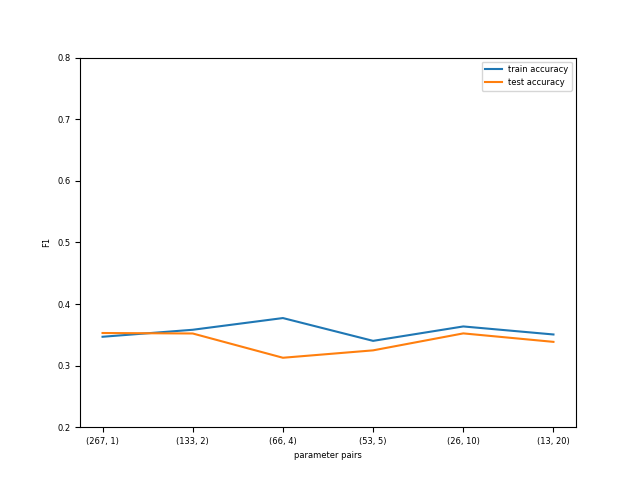 0.8
train accuracy
test accuracy
0.7
0.6
0.5
F1
0.4
0.3
0.2
(267, 1) (133, 2) (66, 4) (53, 5) (26, 10) (13, 20)
parameter pairs